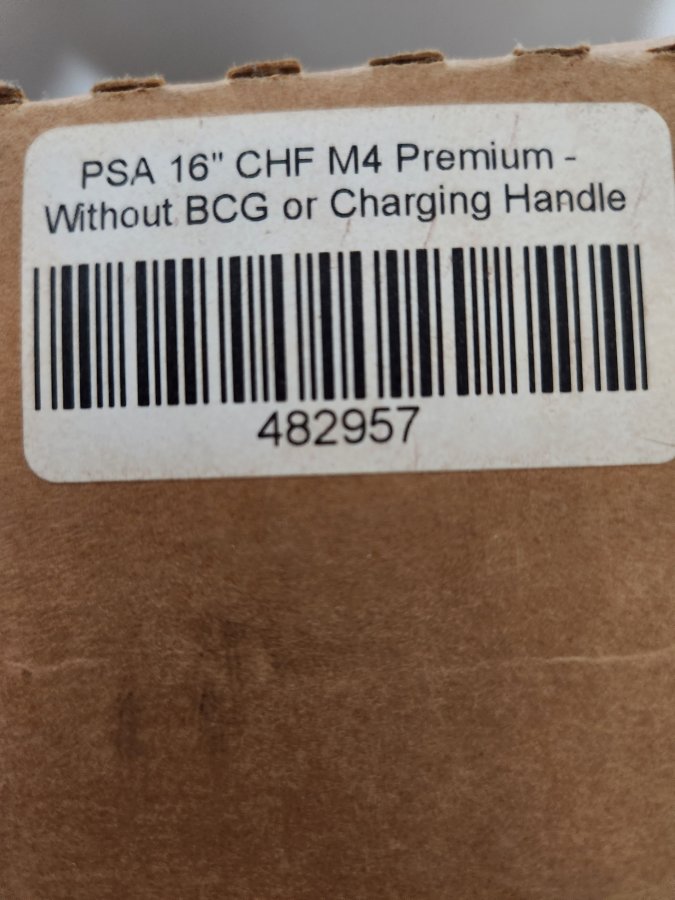 PSA 16" CHF M4 Premium -
Without BCG or Charging Handle
482957